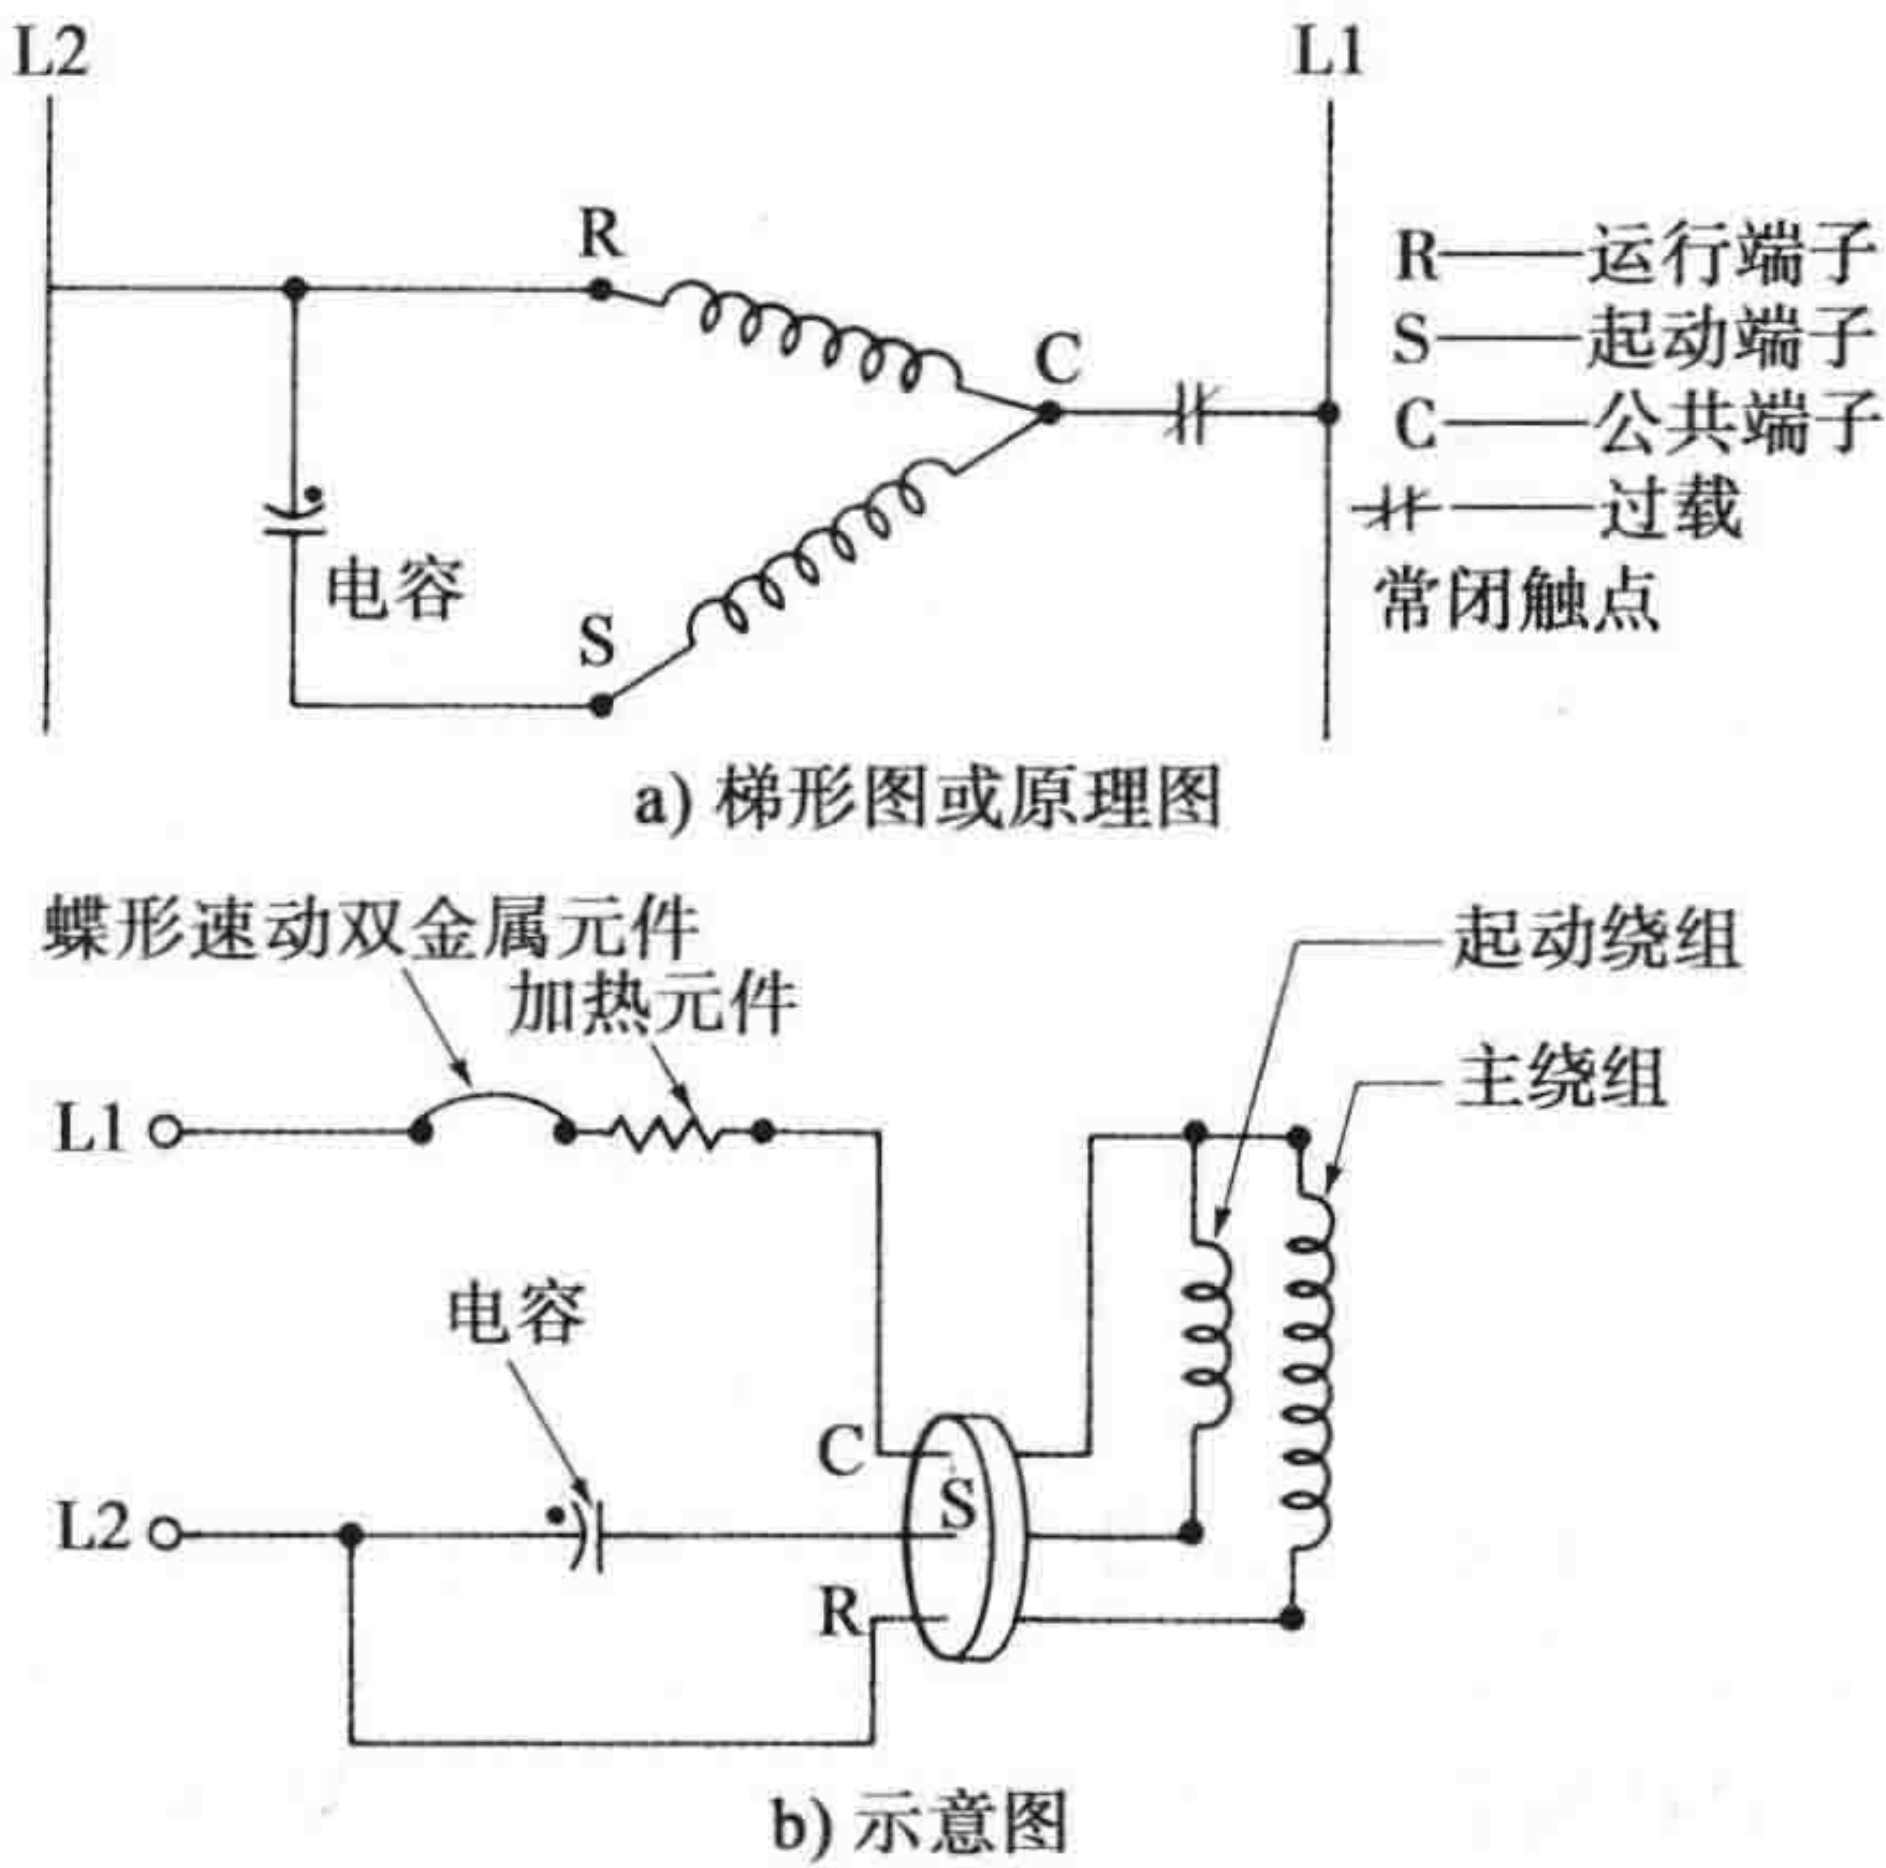 L2
L1
R
R——运行端子
S——起动端子
C
C——公共端子
——过载
常闭触点
电容
S
a) 梯形图或原理图
蝶形速动双金属元件
加热元件
起动绕组
主绕组
L1
电容
C
S
L2
R
b) 示意图